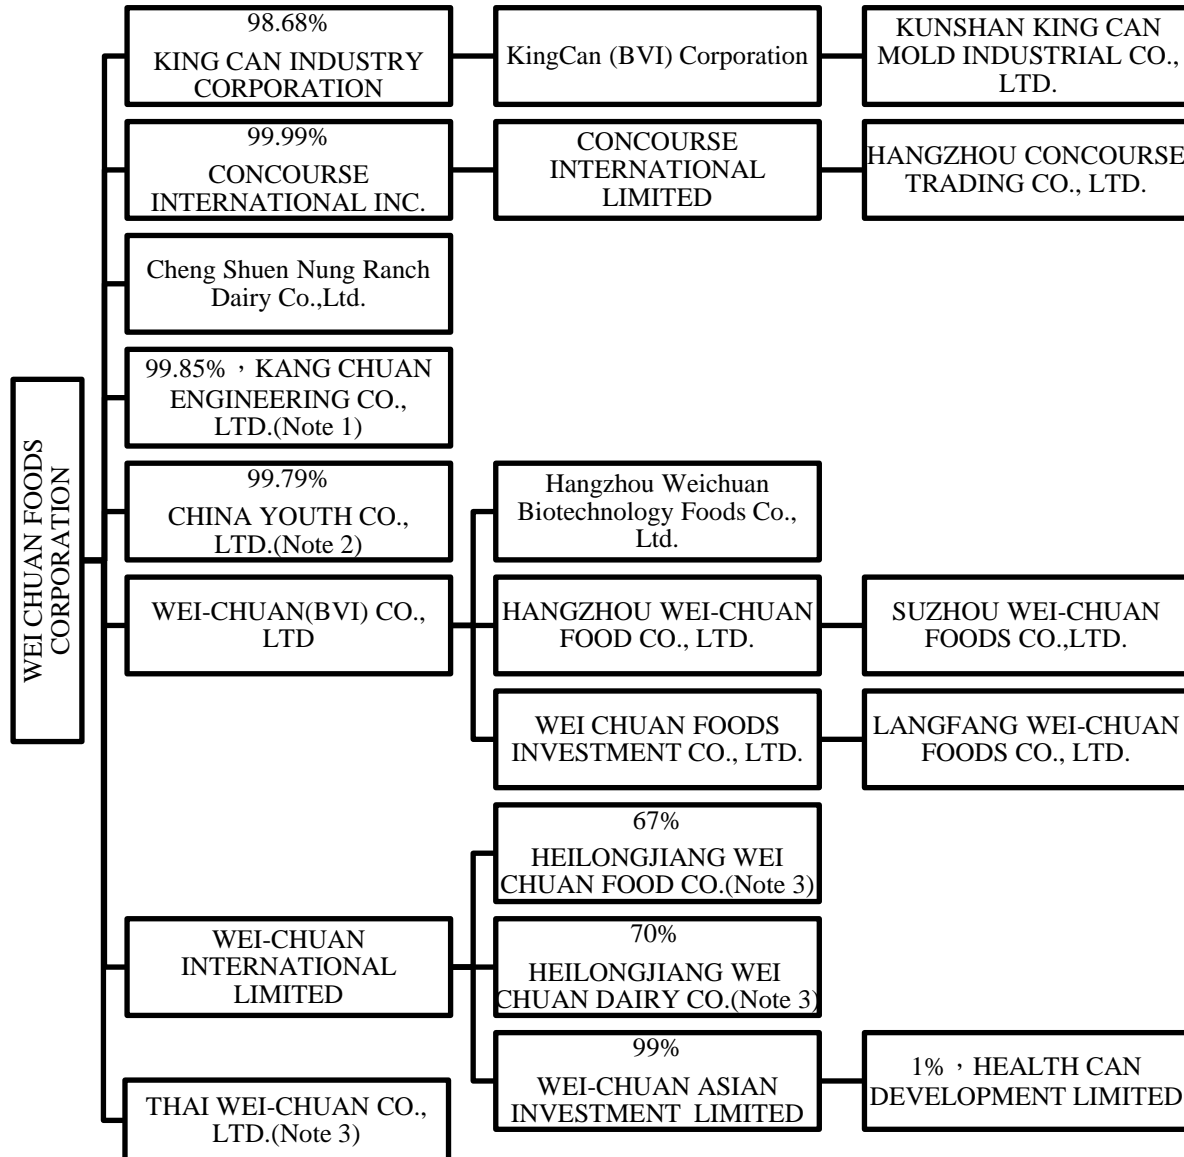 98.68%
KING CAN INDUSTRY
CORPORATION
KingCan (BVI) Corporation
KUNSHAN KING CAN
MOLD INDUSTRIAL CO.,
LTD.
99.99%
CONCOURSE
INTERNATIONAL INC.
CONCOURSE
INTERNATIONAL
LIMITED
HANGZHOU CONCOURSE
TRADING CO., LTD.
Cheng Shuen Nung Ranch
Dairy Co.,Ltd.
99.85%，KANG CHUAN
ENGINEERING CO.,
LTD.(Note 1)
WEI CHUAN FOODS
CORPORATION
99.79%
CHINA YOUTH CO.,
LTD.(Note 2)
Hangzhou Weichuan
Biotechnology Foods Co.,
Ltd.
WEI-CHUAN(BVI) CO.,
LTD
HANGZHOU WEI-CHUAN
FOOD CO., LTD.
SUZHOU WEI-CHUAN
FOODS CO.,LTD.
WEI CHUAN FOODS
INVESTMENT CO., LTD.
LANGFANG WEI-CHUAN
FOODS CO., LTD.
67%
HEILONGJIANG WEI
CHUAN FOOD CO.(Note 3)
WEI-CHUAN
INTERNATIONAL
LIMITED
70%
HEILONGJIANG WEI
CHUAN DAIRY CO.(Note 3)
99%
WEI-CHUAN ASIAN
INVESTMENT LIMITED
1%，HEALTH CAN
DEVELOPMENT LIMITED
THAI WEI-CHUAN CO.,
LTD.(Note 3)